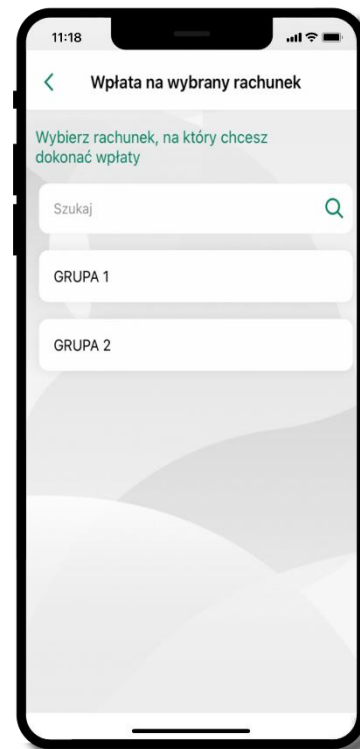 11:18
Wpłata na wybrany rachunek
Wybierz rachunek, na który chcesz
dokonać wpłaty
Szukaj
GRUPA 1
GRUPA 2